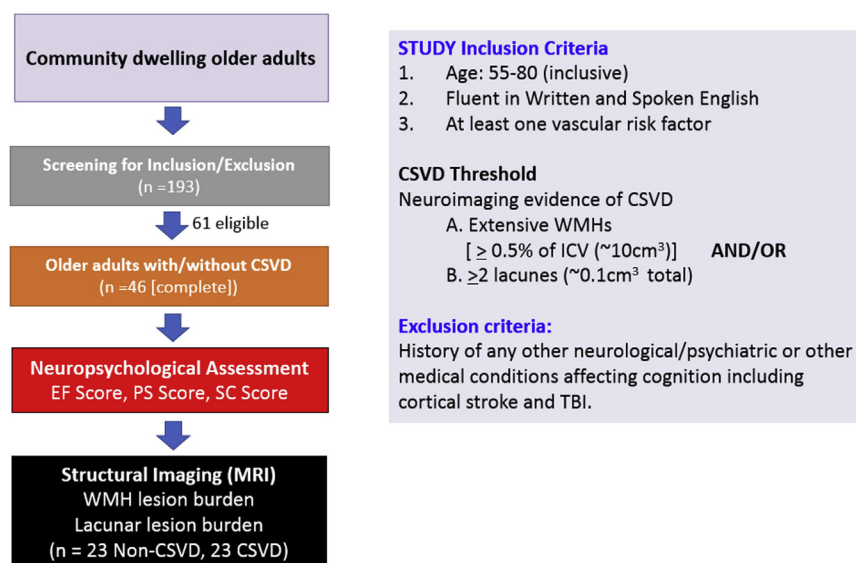 Community dwelling older adults
Screening for Inclusion/Exclusion
(n =193)
61 eligible
Older adults with/without CSVD
(n =46 [complete])
Neuropsychological Assessment
EF Score, PS Score, SC Score
Structural Imaging (MRI)
WMH lesion burden
Lacunar lesion burden
(n = 23 Non-CSVD, 23 CSVD)
STUDY Inclusion Criteria
1. Age: 55-80 (inclusive)
2. Fluent in Written and Spoken English
3. At least one vascular risk factor
CSVD Threshold
Neuroimaging evidence of CSVD
A. Extensive WMHs
[ ≥ 0.5% of ICV (~10cm³)] AND/OR
B. ≥2 lacunes (~0.1cm³ total)
Exclusion criteria:
History of any other neurological/psychiatric or other
medical conditions affecting cognition including
cortical stroke and TBI.